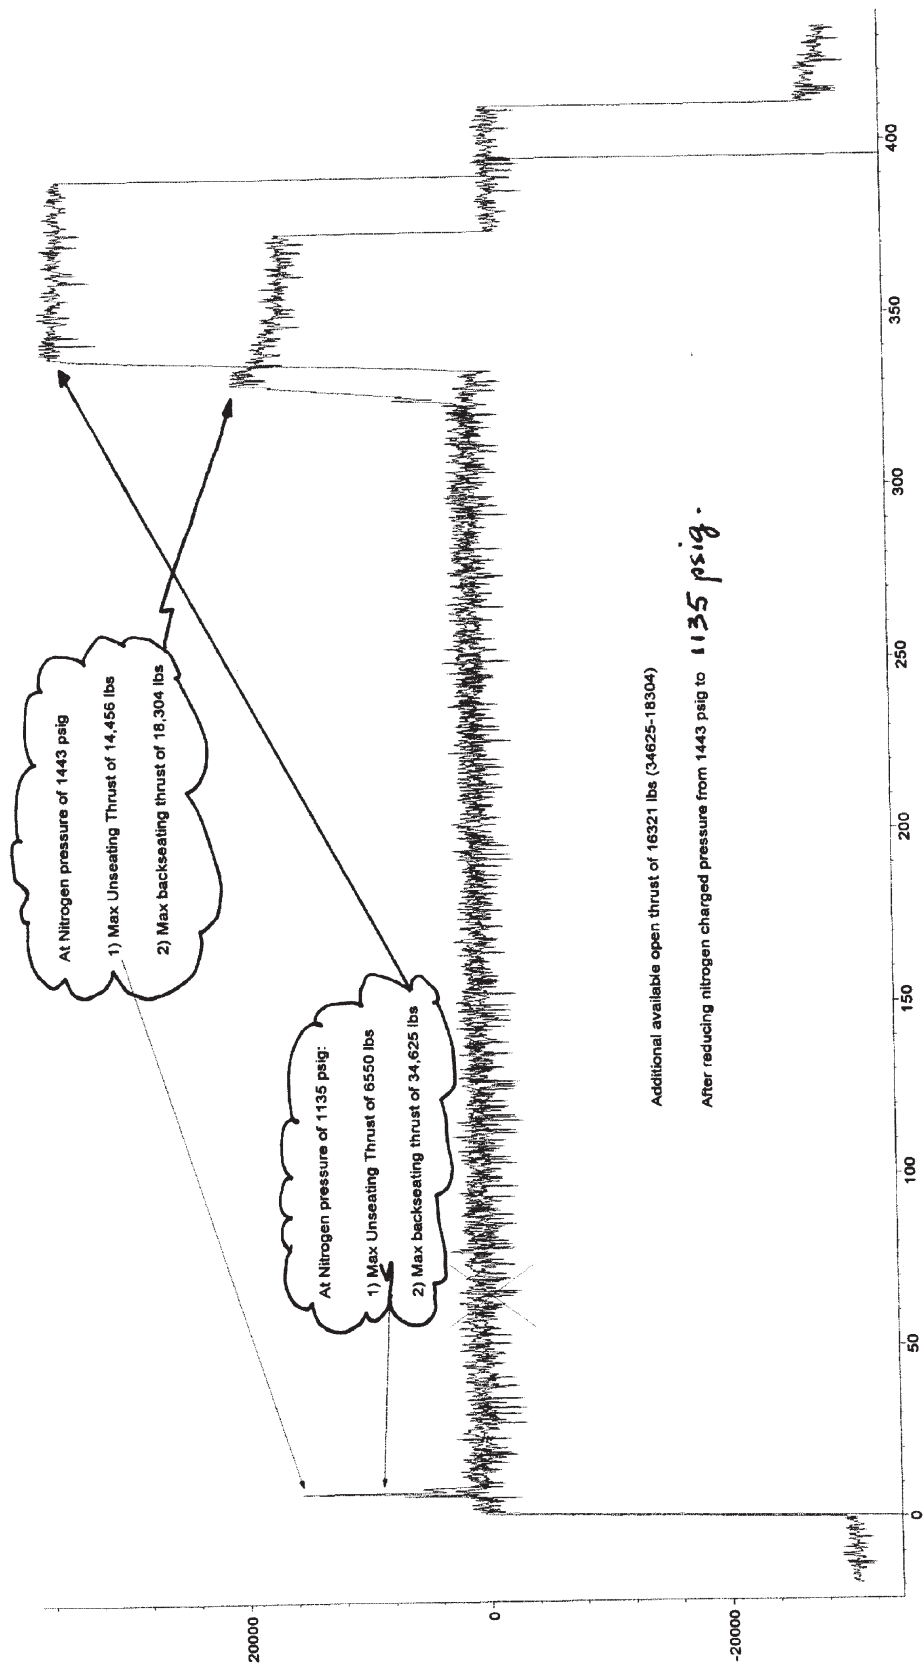 At Nitrogen pressure of 1443 psig
1) Max Unseating Thrust of 14,456 lbs
2) Max backseating thrust of 18,304 lbs
At Nitrogen pressure of 1135 psig:
1) Max Unseating Thrust of 6550 lbs
2) Max backseating thrust of 34,625 lbs
Additional available open thrust of 16321 lbs (34625-18304)
After reducing nitrogen charged pressure from 1443 psig to 1135 psig.
20000
0
-20000
0
50
100
150
200
250
300
350
400